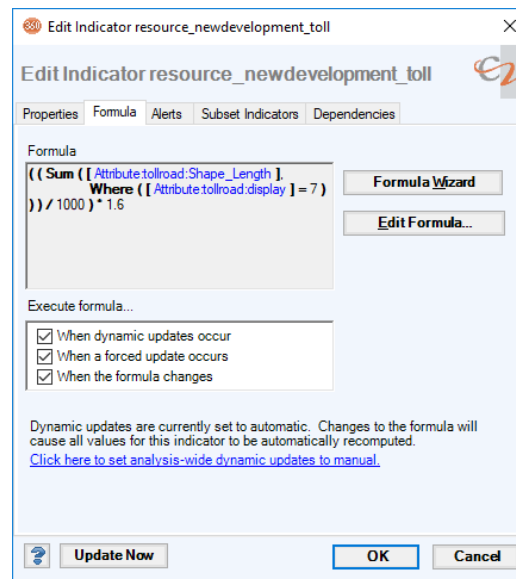 360 Edit Indicator resource_newdevelopment_toll
Edit Indicator resource_newdevelopment_toll
Properties Formula Alerts Subset Indicators Dependencies
Formula
( ( Sum ( [ Attribute:tollroad:Shape_Length ],
Where ( [ Attribute:tollroad:display ] = 7 )
) ) / 1000 ) * 1.6
Formula Wizard
Edit Formula...
Execute formula...
When dynamic updates occur
When a forced update occurs
When the formula changes
Dynamic updates are currently set to automatic. Changes to the formula will
cause all values for this indicator to be automatically recomputed.
Click here to set analysis-wide dynamic updates to manual.
? Update Now OK Cancel